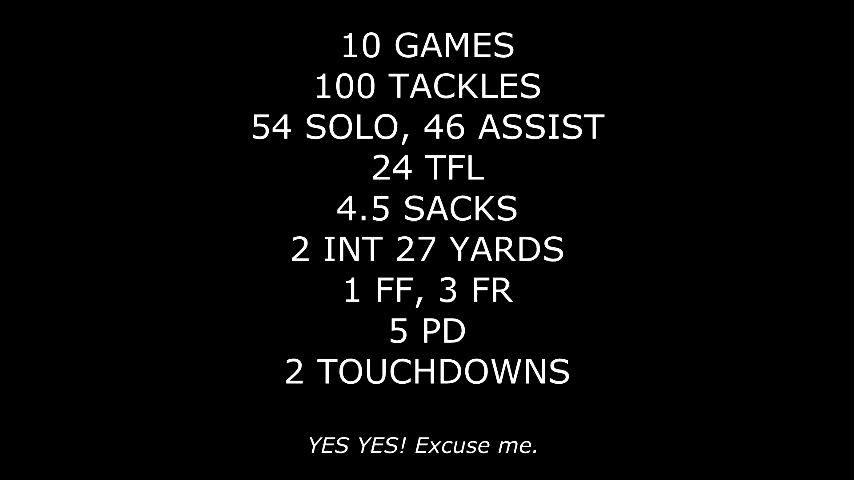 10 GAMES
100 TACKLES
54 SOLO, 46 ASSIST
24 TFL
4.5 SACKS
2 INT 27 YARDS
1 FF, 3 FR
5 PD
2 TOUCHDOWNS
YES YES! Excuse me.